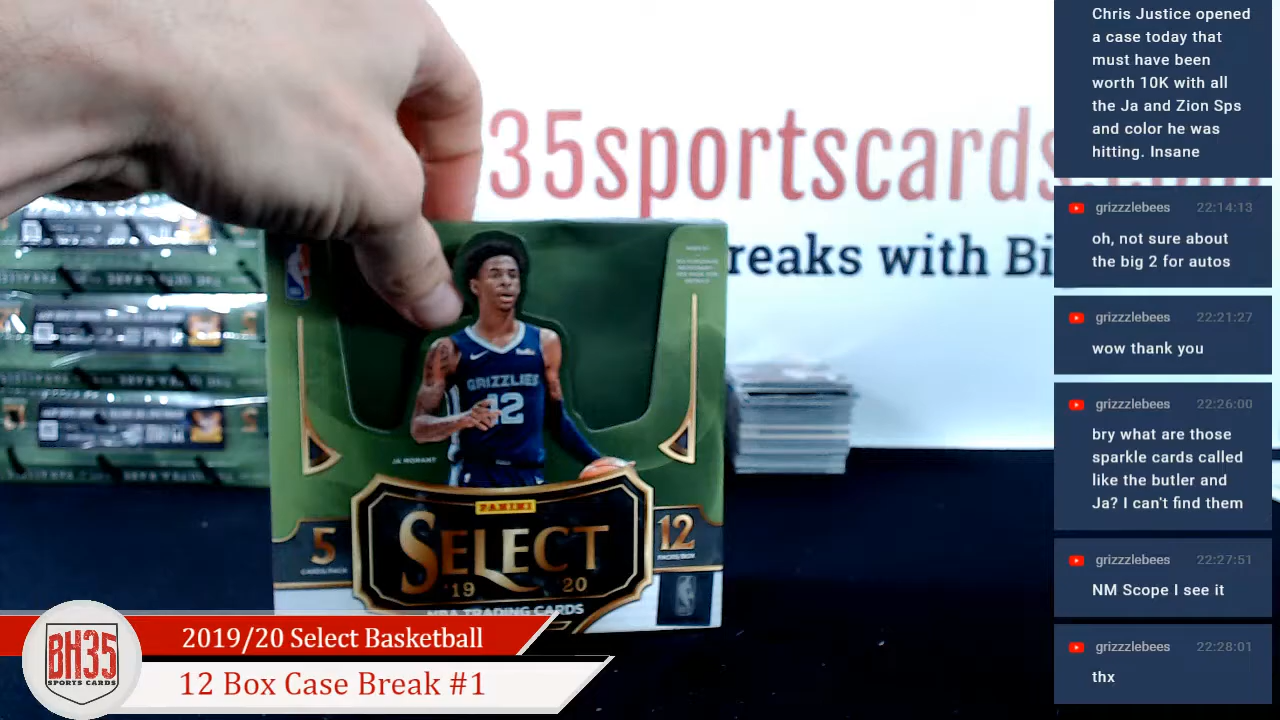 35sportscards.com
reaks with Bi
GRIZZLIES
12
JA MORANT
PANINI
SELECT
'19 '20
5
CARDS/PACK
12
PACKS/BOX
NBA TRADING CARDS
BH35
SPORTS CARDS
2019/20 Select Basketball
12 Box Case Break #1
Chris Justice opened
a case today that
must have been
worth 10K with all
the Ja and Zion Sps
and color he was
hitting. Insane
grizzzlebees 22:14:13
oh, not sure about
the big 2 for autos
grizzzlebees 22:21:27
wow thank you
grizzzlebees 22:26:00
bry what are those
sparkle cards called
like the butler and
Ja? I can't find them
grizzzlebees 22:27:51
NM Scope I see it
grizzzlebees 22:28:01
thx